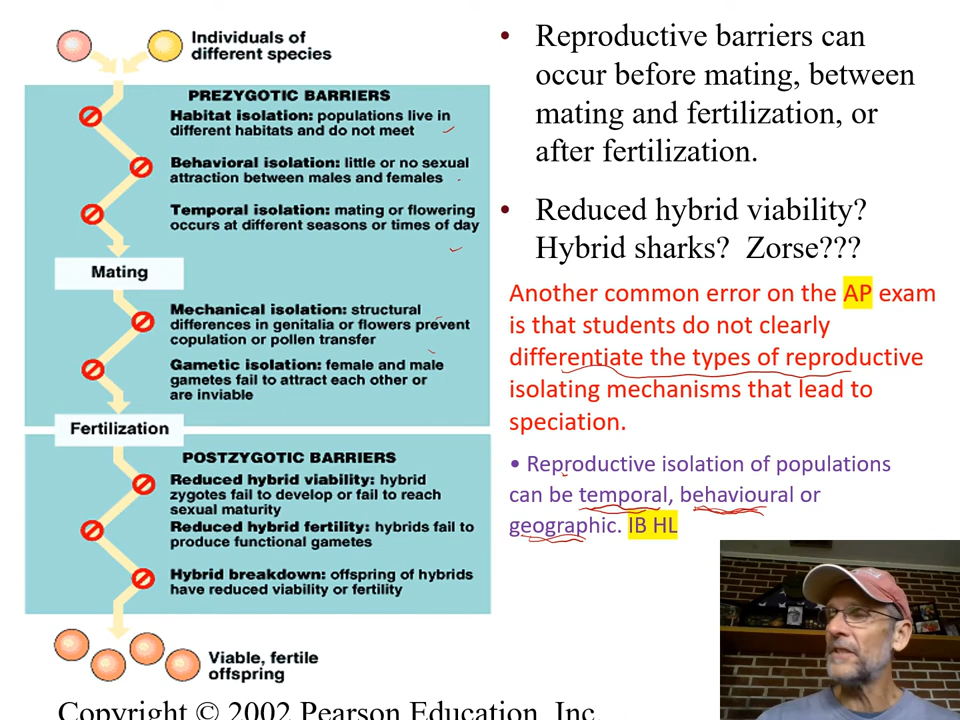 Individuals of
different species
PREZYGOTIC BARRIERS
Habitat isolation: populations live in
different habitats and do not meet
Behavioral isolation: little or no sexual
attraction between males and females
Temporal isolation: mating or flowering
occurs at different seasons or times of day
Mating
Mechanical isolation: structural
differences in genitalia or flowers prevent
copulation or pollen transfer
Gametic isolation: female and male
gametes fail to attract each other or
are inviable
Fertilization
POSTZYGOTIC BARRIERS
Reduced hybrid viability: hybrid
zygotes fail to develop or fail to reach
sexual maturity
Reduced hybrid fertility: hybrids fail to
produce functional gametes
Hybrid breakdown: offspring of hybrids
have reduced viability or fertility
Viable, fertile
offspring
Copyright © 2002 Pearson Education, Inc
• Reproductive barriers can
occur before mating, between
mating and fertilization, or
after fertilization.
• Reduced hybrid viability?
Hybrid sharks? Zorse???
Another common error on the AP exam
is that students do not clearly
differentiate the types of reproductive
isolating mechanisms that lead to
speciation.
• Reproductive isolation of populations
can be temporal, behavioural or
geographic. IB HL